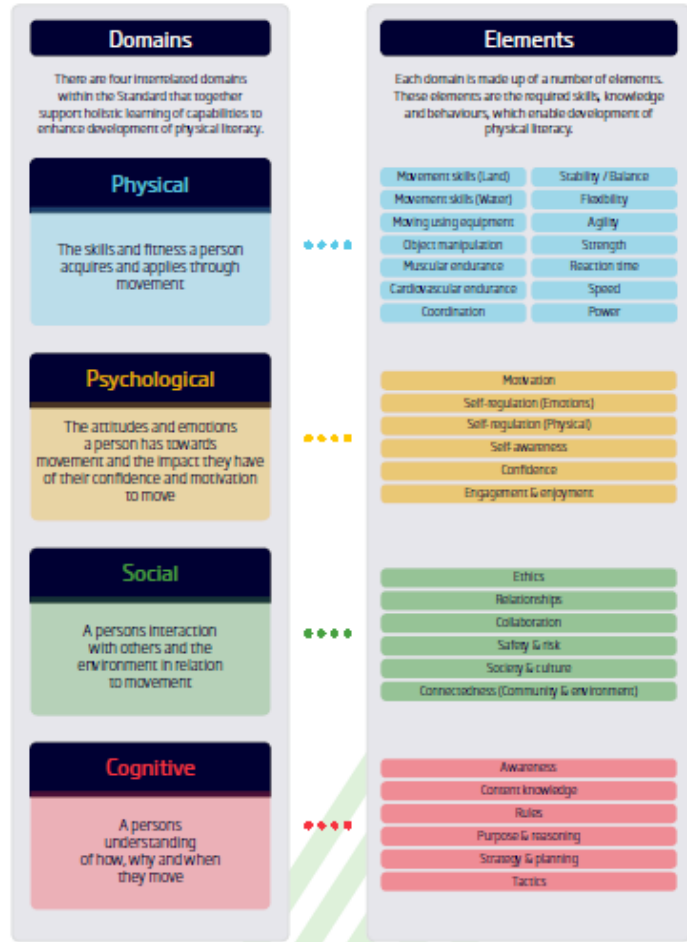 Domains
There are four interrelated domains
within the Standard that together
support holistic learning of capabilities to
enhance development of physical literacy.
Physical
The skills and fitness a person
acquires and applies through
movement
Psychological
The attitudes and emotions
a person has towards
movement and the impact they have
of their confidence and motivation
to move
Social
A persons interaction
with others and the
environment in relation
to movement
Cognitive
A persons
understanding
of how, why and when
they move
Elements
Each domain is made up of a number of elements.
These elements are the required skills, knowledge
and behaviours, which enable development of
physical literacy.
Movement skills (Land)
Stability / Balance
Movement skills (Water)
Flexibility
Moving using equipment
Agility
Object manipulation
Strength
Muscular endurance
Reaction time
Cardiovascular endurance
Speed
Coordination
Power
Motivation
Self-regulation (Emotions)
Self-regulation (Physical)
Self-awareness
Confidence
Engagement & enjoyment
Ethics
Relationships
Collaboration
Safety & risk
Society & culture
Connectedness (Community & environment)
Awareness
Content knowledge
Rules
Purpose & reasoning
Strategy & planning
Tactics